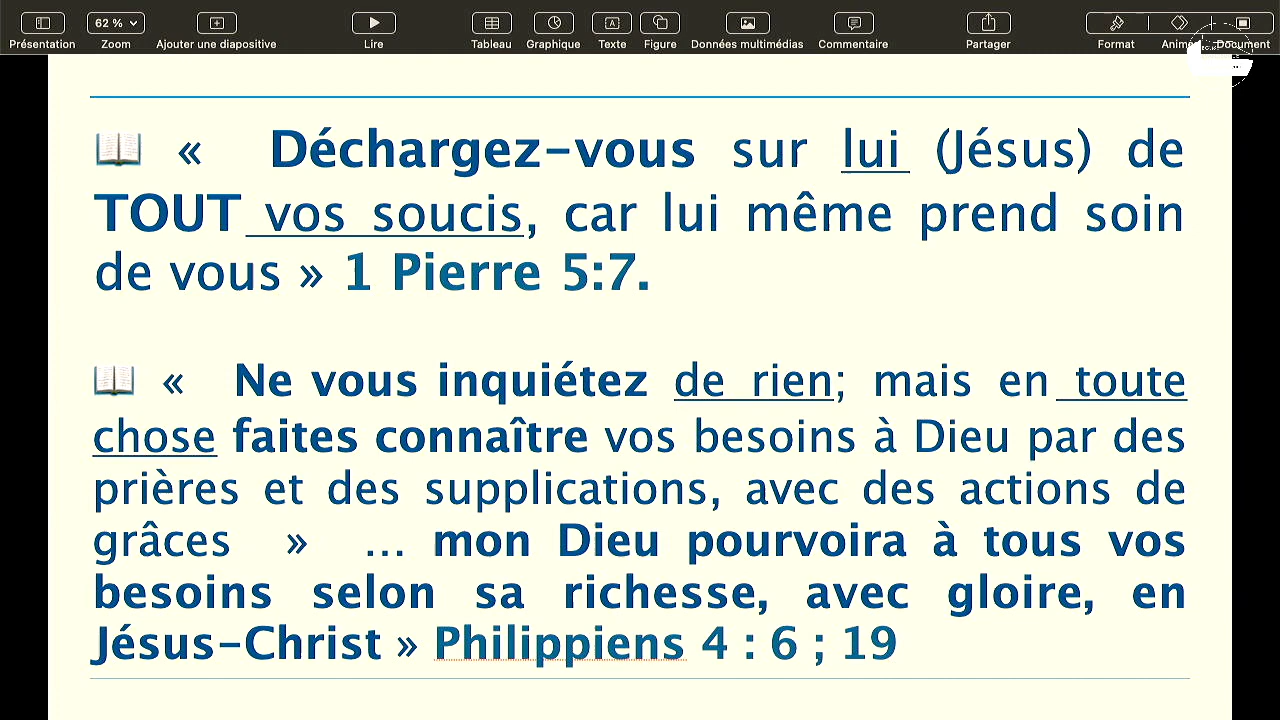 62 %
Présentation Zoom Ajouter une diapositive Lire Tableau Graphique Texte Figure Données multimédias Commentaire Partager Format Document
📖 « Déchargez-vous sur lui (Jésus) de
TOUT vos soucis, car lui même prend soin
de vous » 1 Pierre 5:7.
📖 « Ne vous inquiétez de rien; mais en toute
chose faites connaître vos besoins à Dieu par des
prières et des supplications, avec des actions de
grâces » ... mon Dieu pourvoira à tous vos
besoins selon sa richesse, avec gloire, en
Jésus-Christ » Philippiens 4 : 6 ; 19